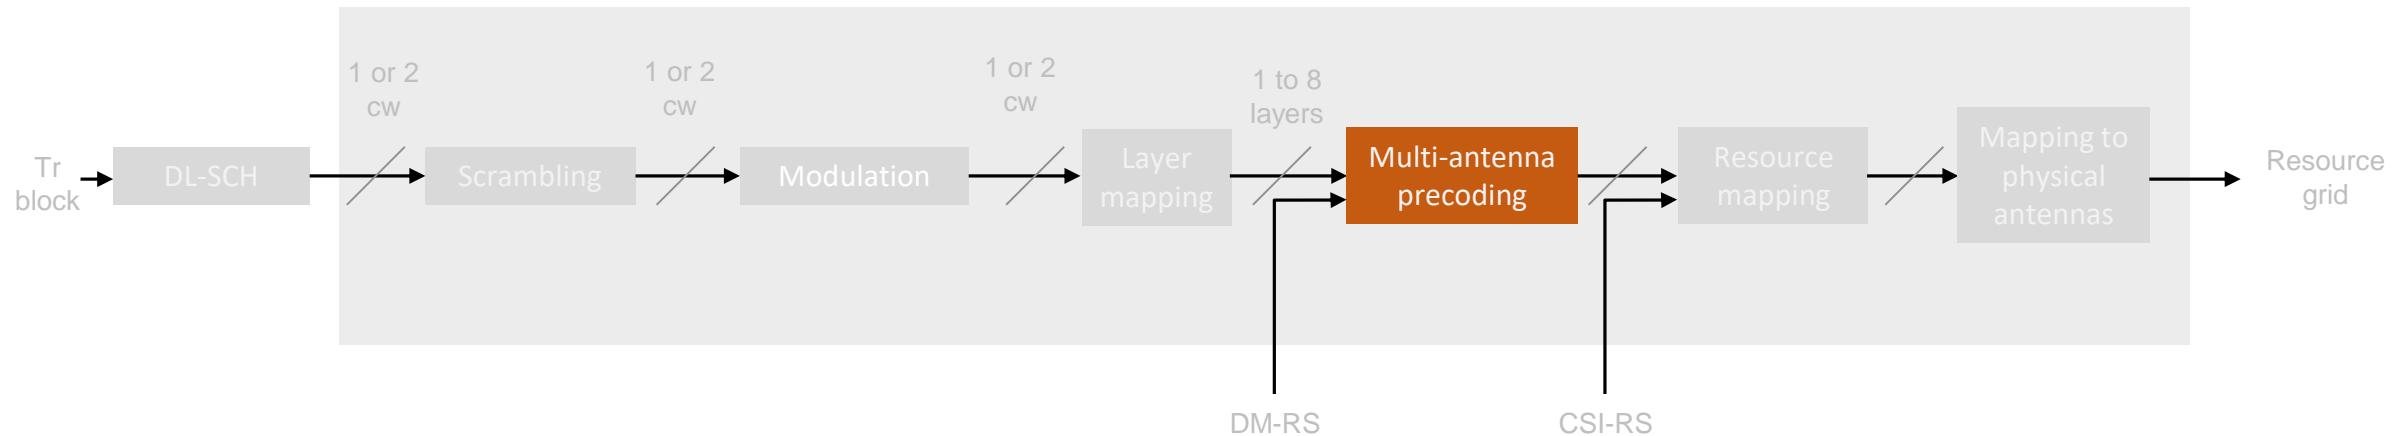 Tr
block
DL-SCH
1 or 2
cw
Scrambling
1 or 2
cw
Modulation
1 or 2
cw
Layer
mapping
1 to 8
layers
Multi-antenna
precoding
Resource
mapping
Mapping to
physical
antennas
Resource
grid
DM-RS
CSI-RS